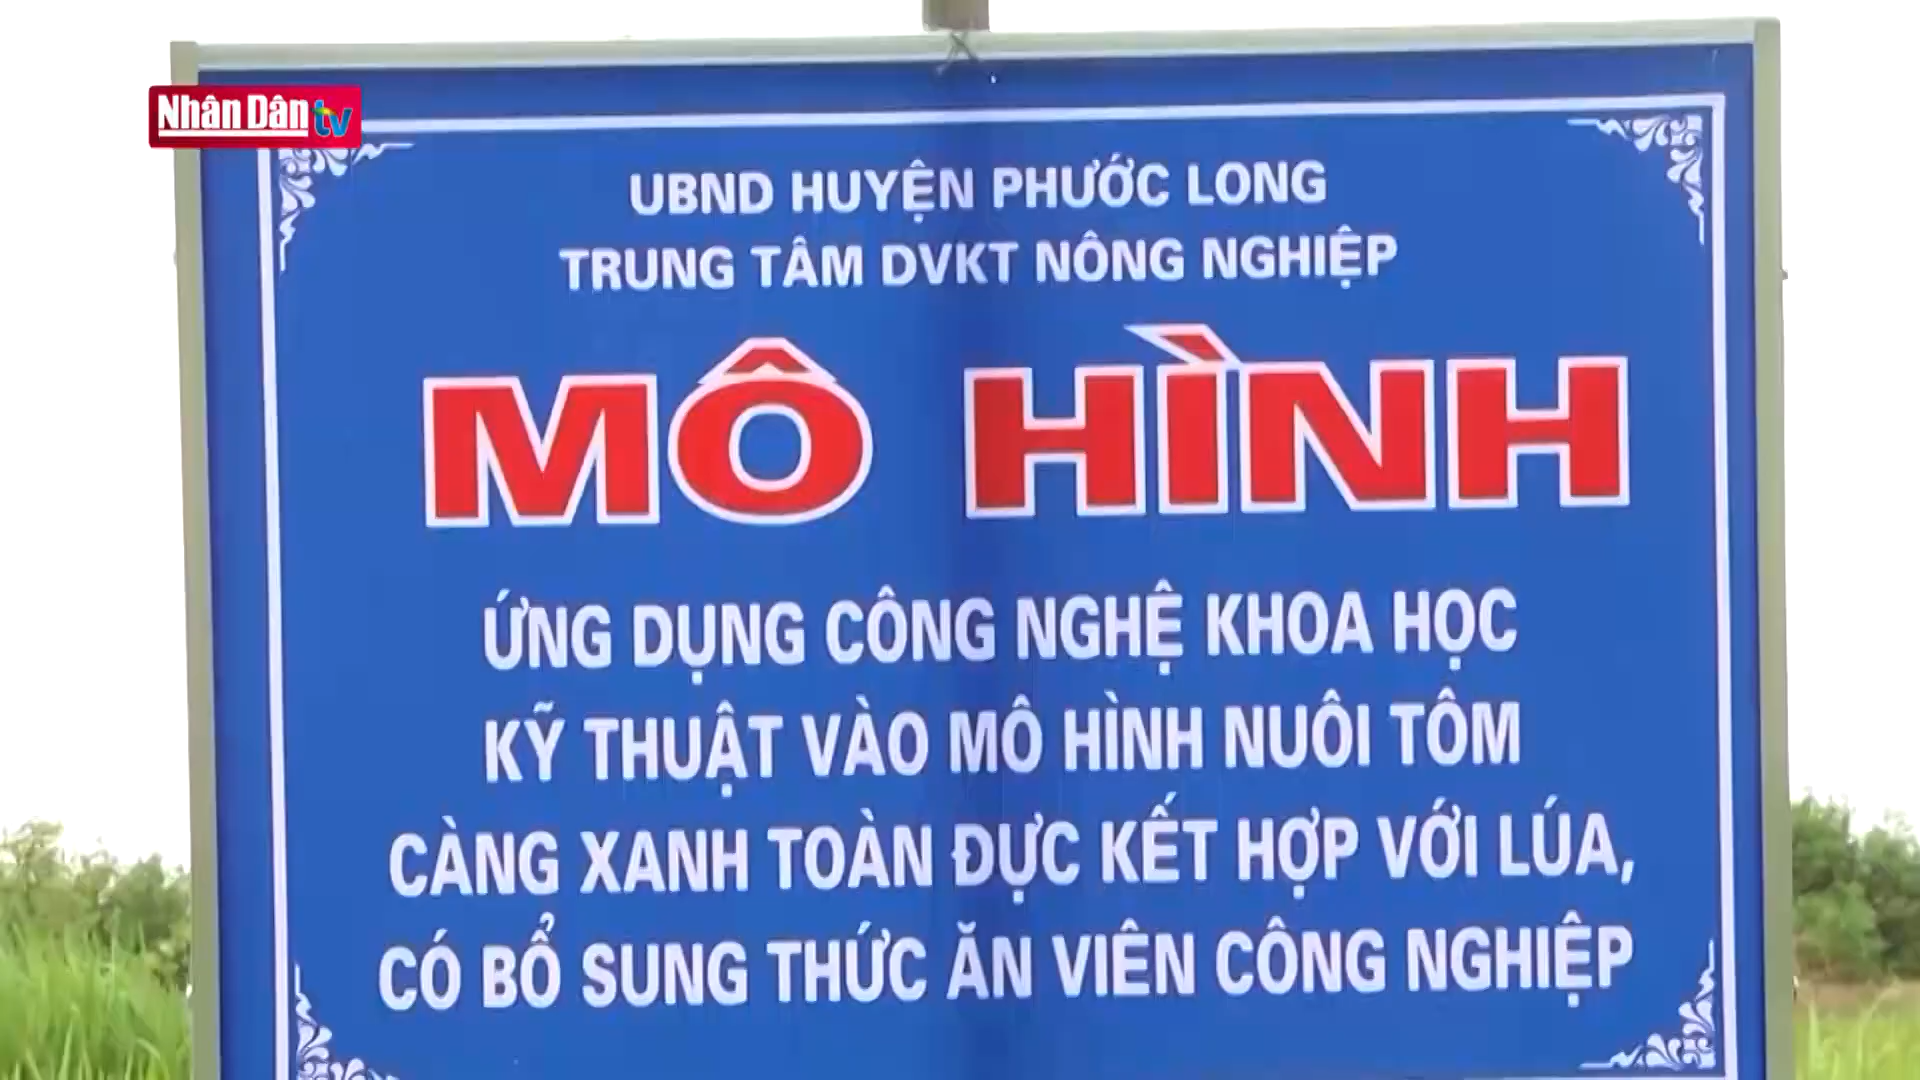 Nhân Dân tv
UBND HUYỆN PHƯỚC LONG
TRUNG TÂM DVKT NÔNG NGHIỆP
MÔ HÌNH
ỨNG DỤNG CÔNG NGHỆ KHOA HỌC
KỸ THUẬT VÀO MÔ HÌNH NUÔI TÔM
CÀNG XANH TOÀN ĐỰC KẾT HỢP VỚI LÚA,
CÓ BỔ SUNG THỨC ĂN VIÊN CÔNG NGHIỆP